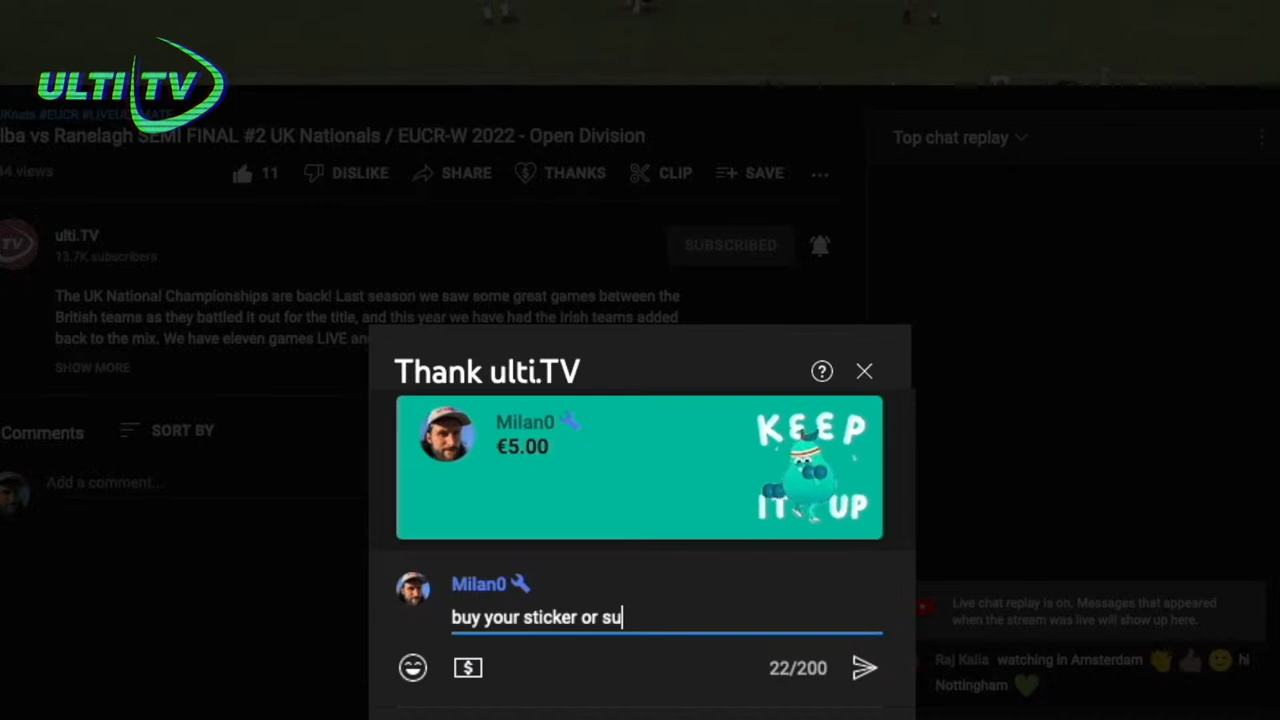 ULTI TV
#EUCR
vs Ranelagh SEMI FINAL #2 UK Nationals / EUCR-W 2022 - Open Division
Top chat replay
views
11
DISLIKE
SHARE
THANKS
CLIP
SAVE
...
TV
ulti.TV
13.7K subscribers
SUBSCRIBED
The UK National Championships are back! Last season we saw some great games between the
British teams as they battled it out for the title, and this year we have had the Irish teams added
back to the mix. We have eleven games LIVE
SHOW MORE
Thank ulti.TV
Milan0
€5.00
KEEP
IT UP
Comments
SORT BY
Add a comment...
Milan0
buy your sticker or su
22/200
Live chat replay is on. Messages that appeared
when the stream was live will show up here.
Raj Kalia watching in Amsterdam 👏👍🙂 hi
Nottingham 💚